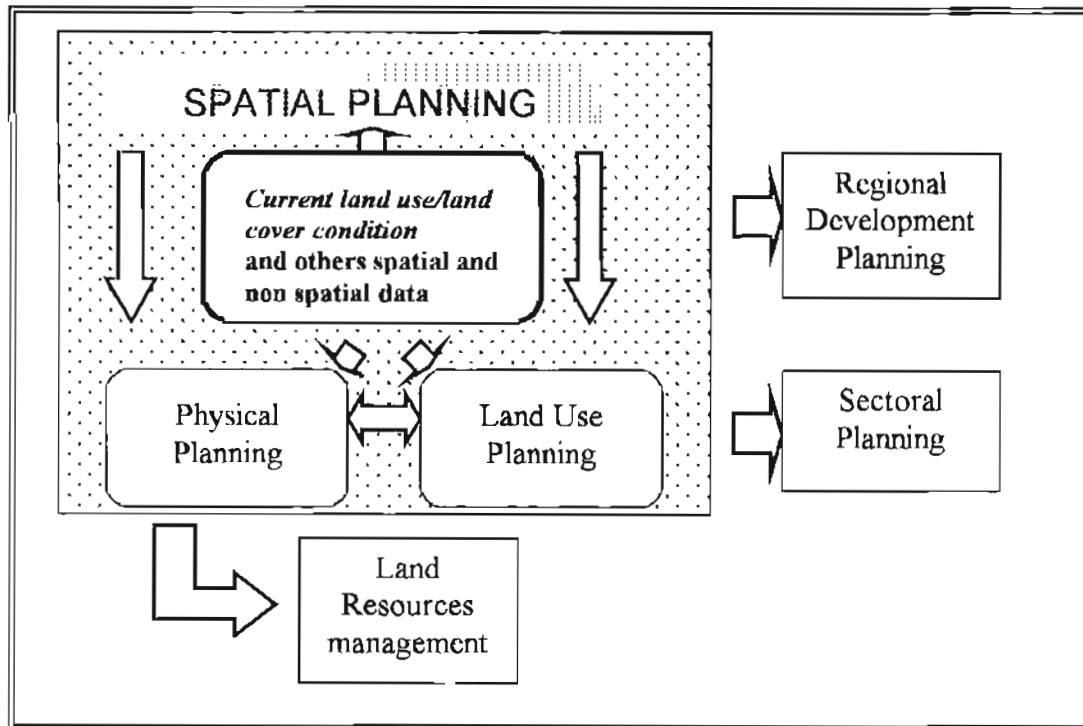 SPATIAL PLANNING
Current land use/land
cover condition
and others spatial and
non spatial data
Regional
Development
Planning
Physical
Planning
Land Use
Planning
Sectoral
Planning
Land
Resources
management